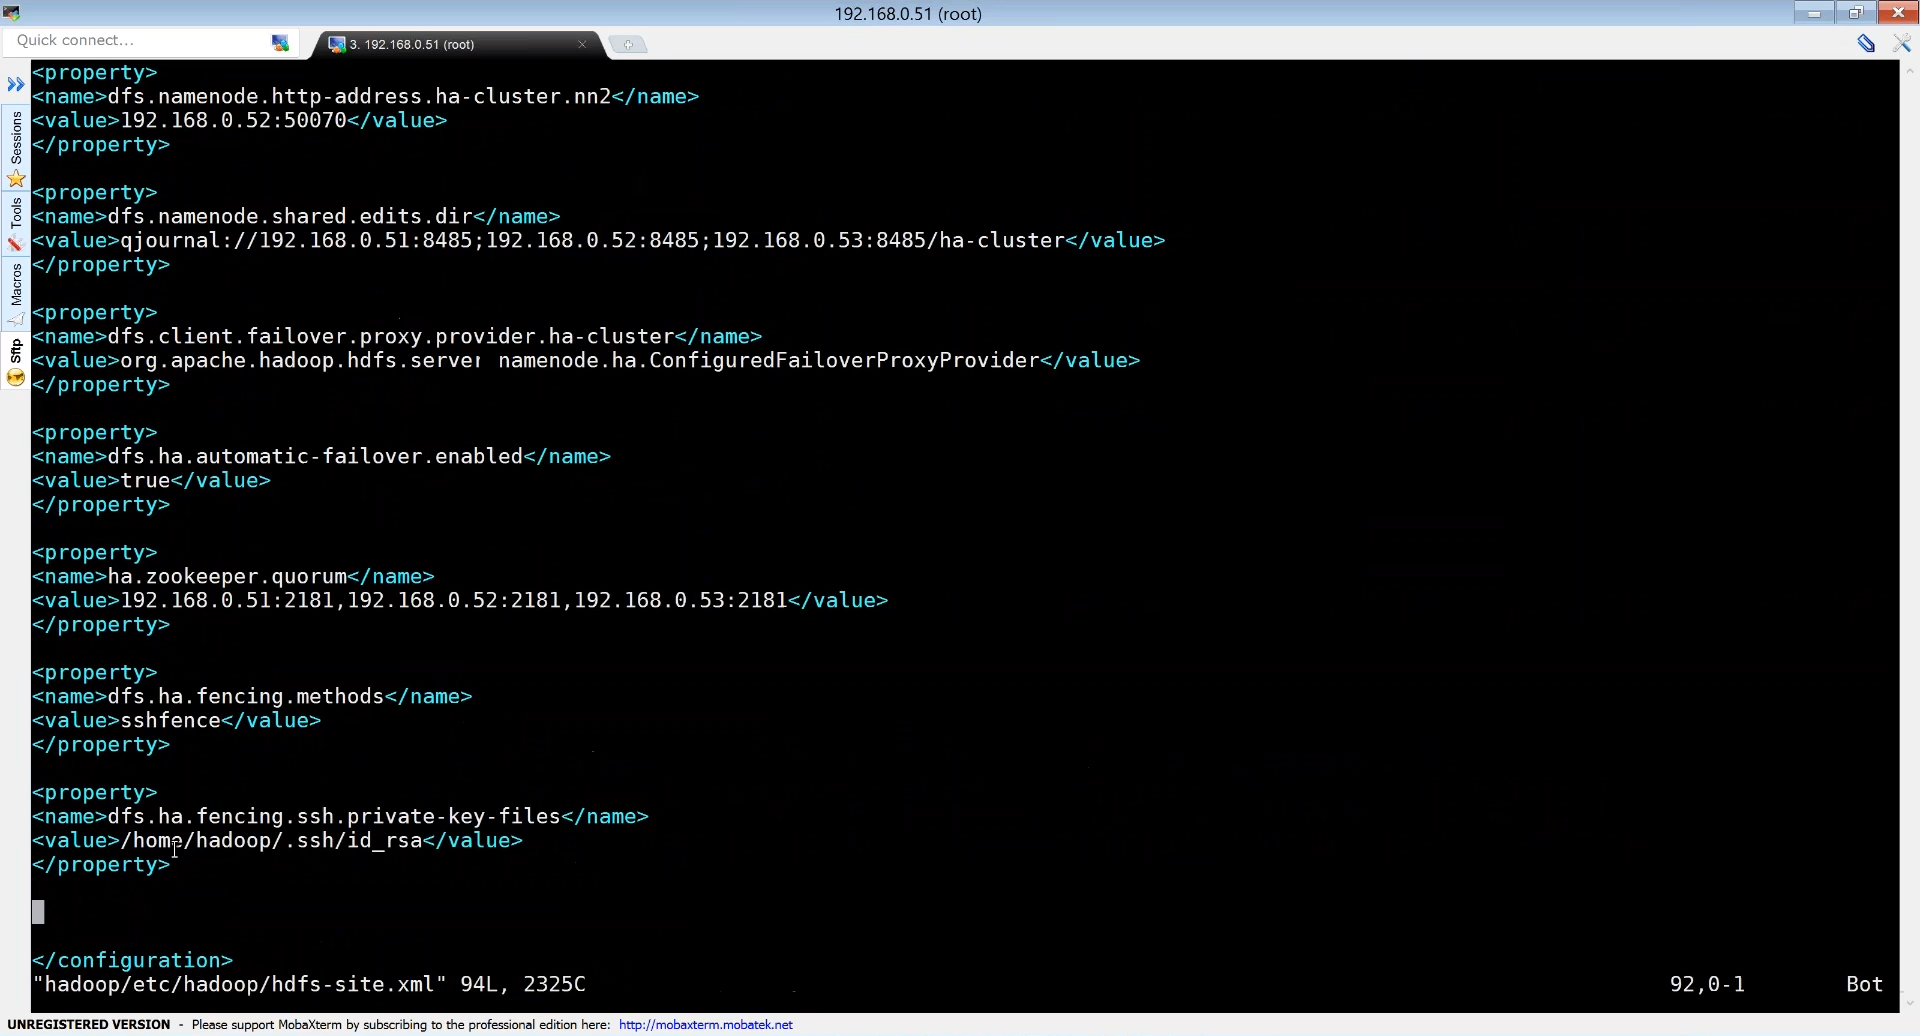 192.168.0.51 (root)
Quick connect...
3. 192.168.0.51 (root)
Sessions
Tools
Macros
Sftp
<property>
<name>dfs.namenode.http-address.ha-cluster.nn2</name>
<value>192.168.0.52:50070</value>
</property>
<property>
<name>dfs.namenode.shared.edits.dir</name>
<value>qjournal://192.168.0.51:8485;192.168.0.52:8485;192.168.0.53:8485/ha-cluster</value>
</property>
<property>
<name>dfs.client.failover.proxy.provider.ha-cluster</name>
<value>org.apache.hadoop.hdfs.server namenode.ha.ConfiguredFailoverProxyProvider</value>
</property>
<property>
<name>dfs.ha.automatic-failover.enabled</name>
<value>true</value>
</property>
<property>
<name>ha.zookeeper.quorum</name>
<value>192.168.0.51:2181,192.168.0.52:2181,192.168.0.53:2181</value>
</property>
<property>
<name>dfs.ha.fencing.methods</name>
<value>sshfence</value>
</property>
<property>
<name>dfs.ha.fencing.ssh.private-key-files</name>
<value>/home/hadoop/.ssh/id_rsa</value>
</property>
</configuration>
"hadoop/etc/hadoop/hdfs-site.xml" 94L, 2325C 92,0-1 Bot
UNREGISTERED VERSION - Please support MobaXterm by subscribing to the professional edition here: http://mobaxterm.mobatek.net